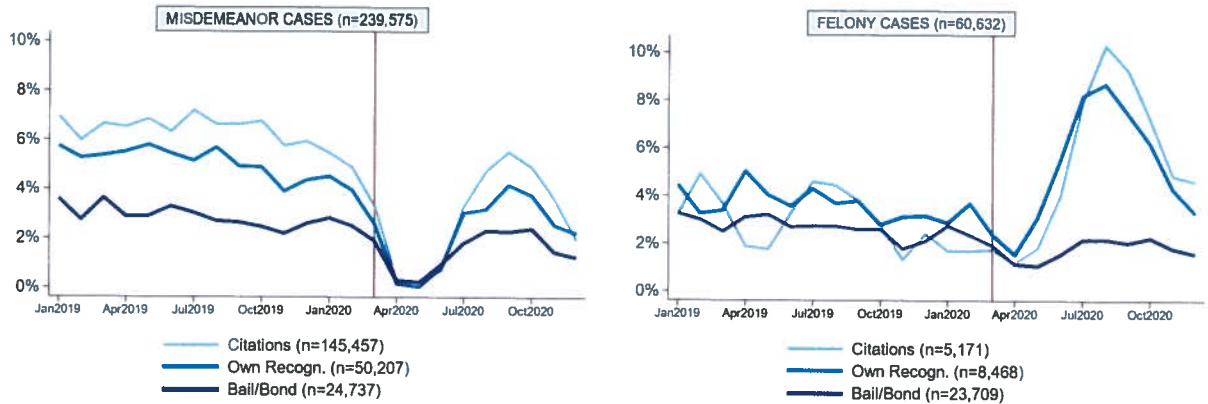 MISDEMEANOR CASES (n=239,575)
10%
8%
6%
4%
2%
0%
Jan2019 Apr2019 Jul2019 Oct2019 Jan2020 Apr2020 Jul2020 Oct2020
Citations (n=145,457)
Own Recogn. (n=50,207)
Bail/Bond (n=24,737)
FELONY CASES (n=60,632)
10%
8%
6%
4%
2%
0%
Jan2019 Apr2019 Jul2019 Oct2019 Jan2020 Apr2020 Jul2020 Oct2020
Citations (n=5,171)
Own Recogn. (n=8,468)
Bail/Bond (n=23,709)